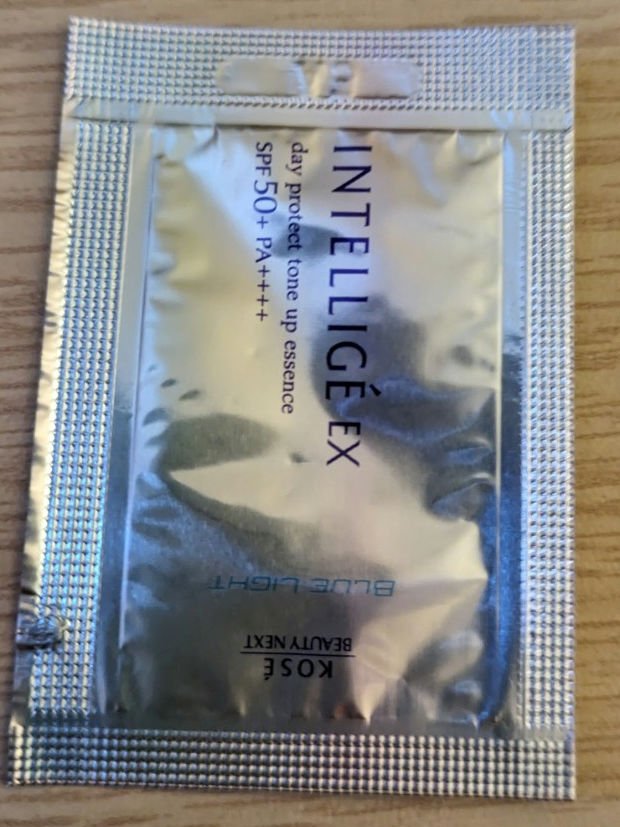 INTELLIGÉ EX
day protect tone up essence
SPF50+ PA++++
BLUE LIGHT
KOSÉ
BEAUTY NEXT